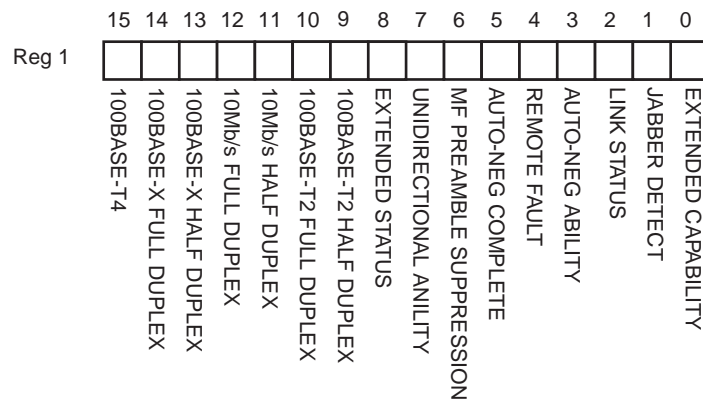 15 14 13 12 11 10 9 8 7 6 5 4 3 2 1 0
Reg 1
100BASE-T4
100BASE-X FULL DUPLEX
100BASE-X HALF DUPLEX
10Mb/s FULL DUPLEX
10Mb/s HALF DUPLEX
100BASE-T2 FULL DUPLEX
100BASE-T2 HALF DUPLEX
EXTENDED STATUS
UNIDIRECTIONAL ANILITY
MF PREAMBLE SUPPRESSION
AUTO-NEG COMPLETE
REMOTE FAULT
AUTO-NEG ABILITY
LINK STATUS
JABBER DETECT
EXTENDED CAPABILITY